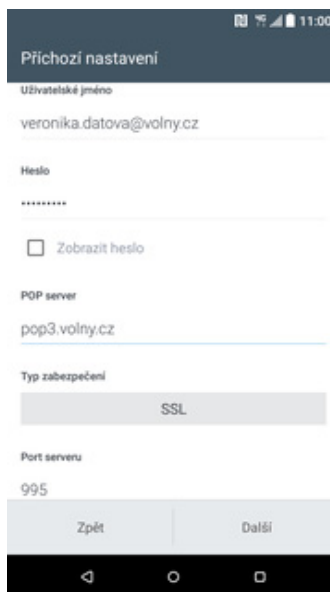 11:00
Příchozí nastavení
Uživatelské jméno
veronika.datova@volny.cz
Heslo
•••••••••
Zobrazit heslo
POP server
pop3.volny.cz
Typ zabezpečení
SSL
Port serveru
995
Zpět
Další